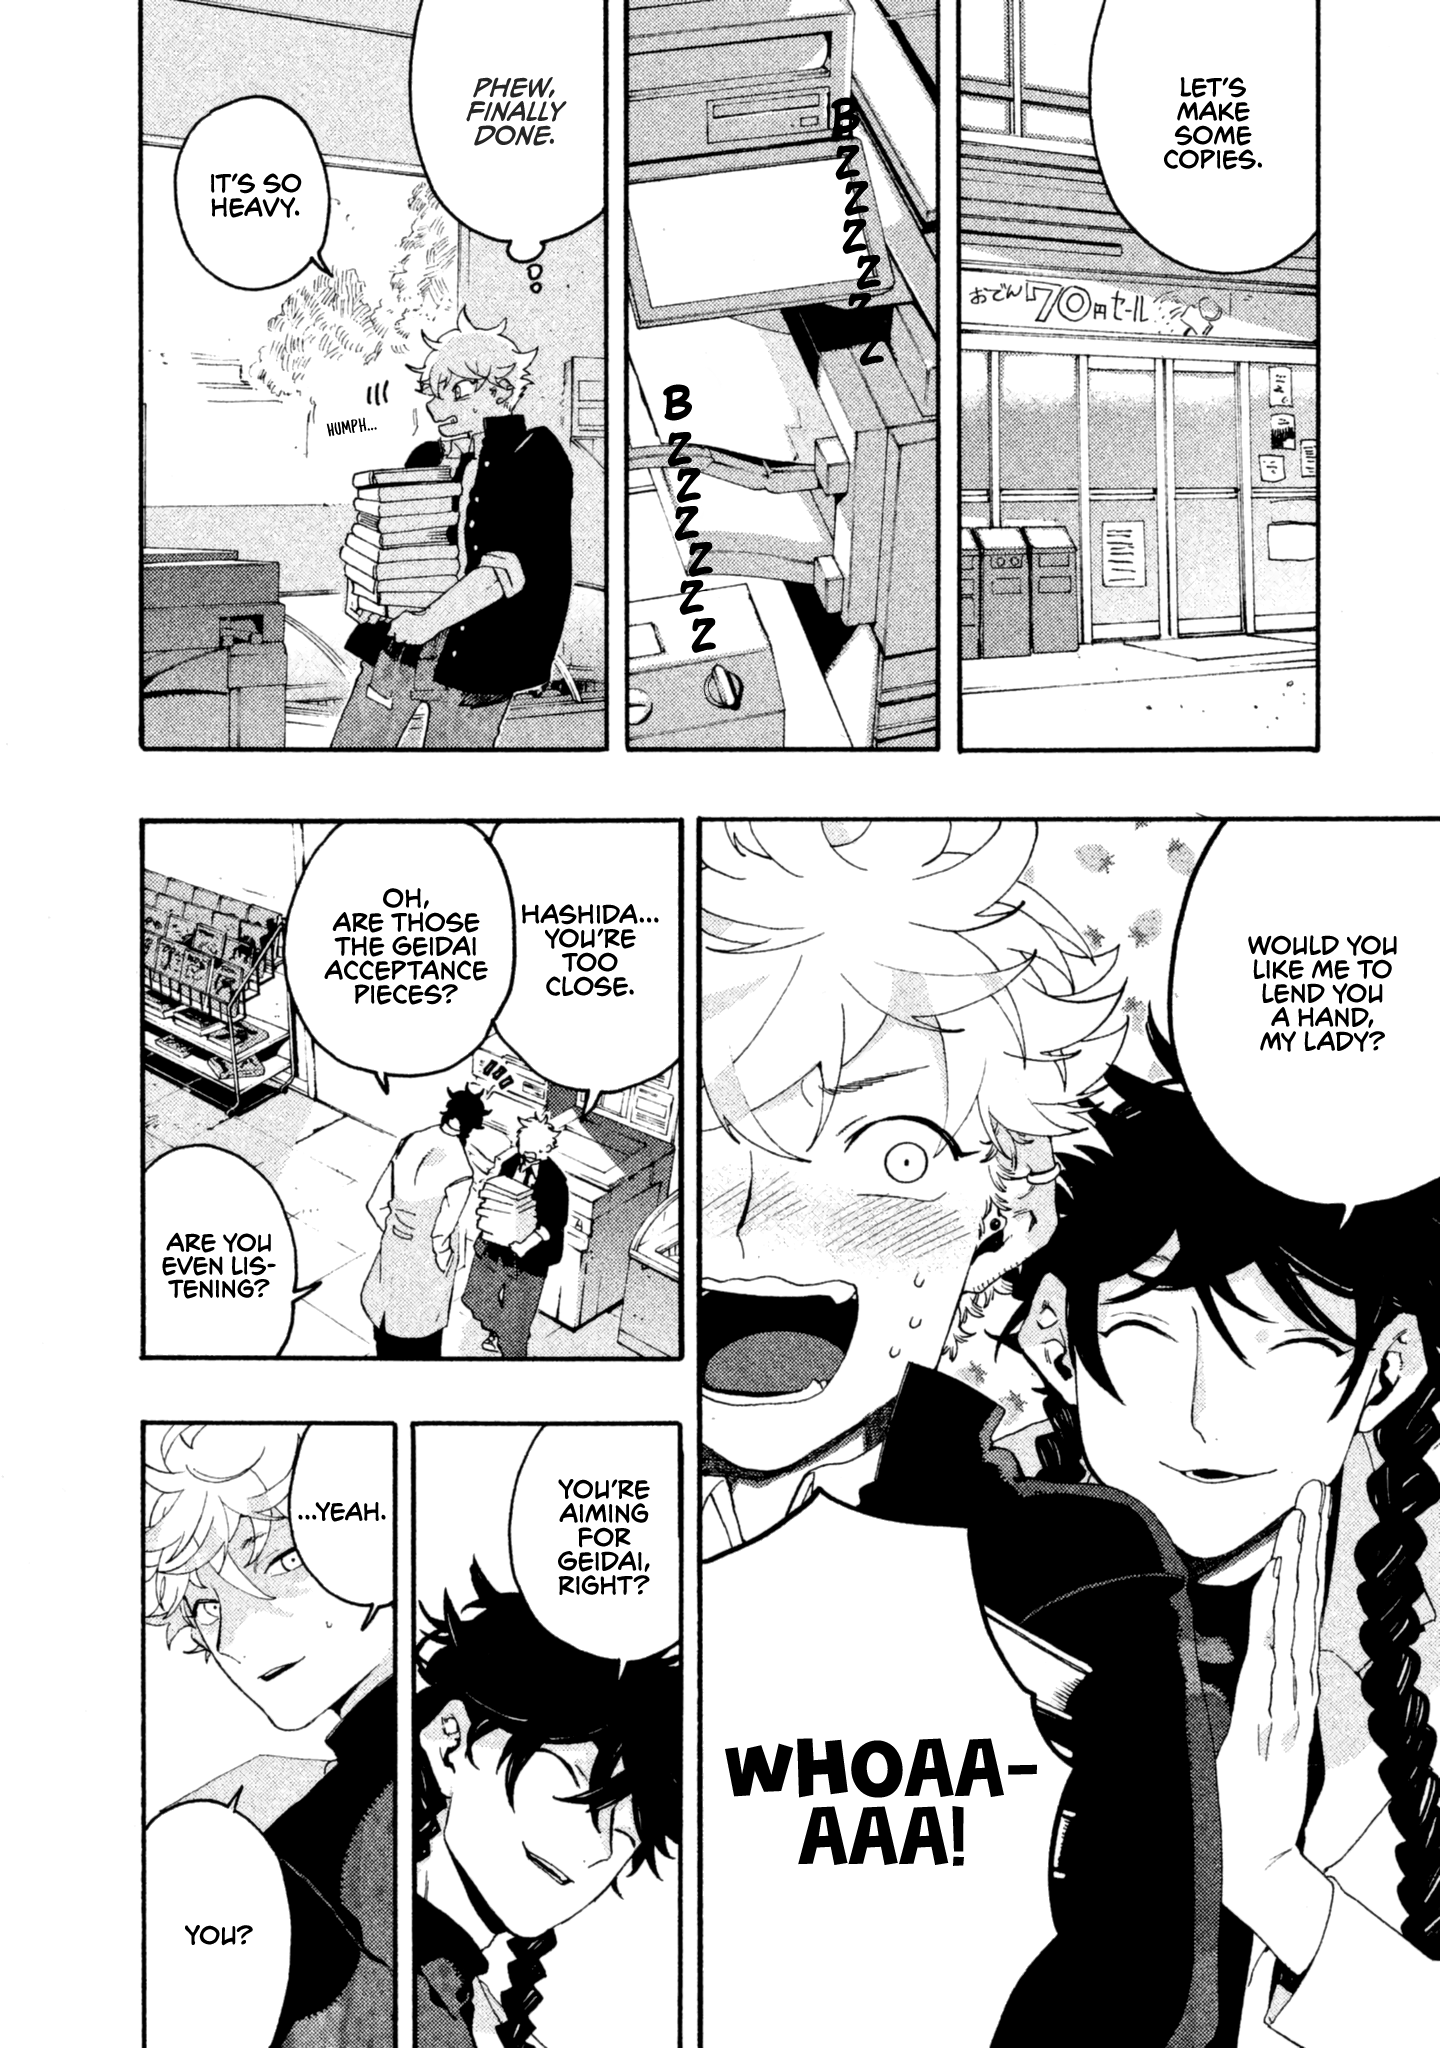 LET'S
MAKE
SOME
COPIES.
おでん70円セール
BZZZZZZ
BZZZZZZ
PHEW,
FINALLY
DONE.
IT'S SO
HEAVY.
HUMPH...
WOULD YOU
LIKE ME TO
LEND YOU
A HAND,
MY LADY?
WHOAA-
AAA!
HASHIDA...
YOU'RE
TOO
CLOSE.
OH,
ARE THOSE
THE GEIDAI
ACCEPTANCE
PIECES?
ARE YOU
EVEN LIS-
TENING?
YOU'RE
AIMING
FOR
GEIDAI,
RIGHT?
...YEAH.
YOU?